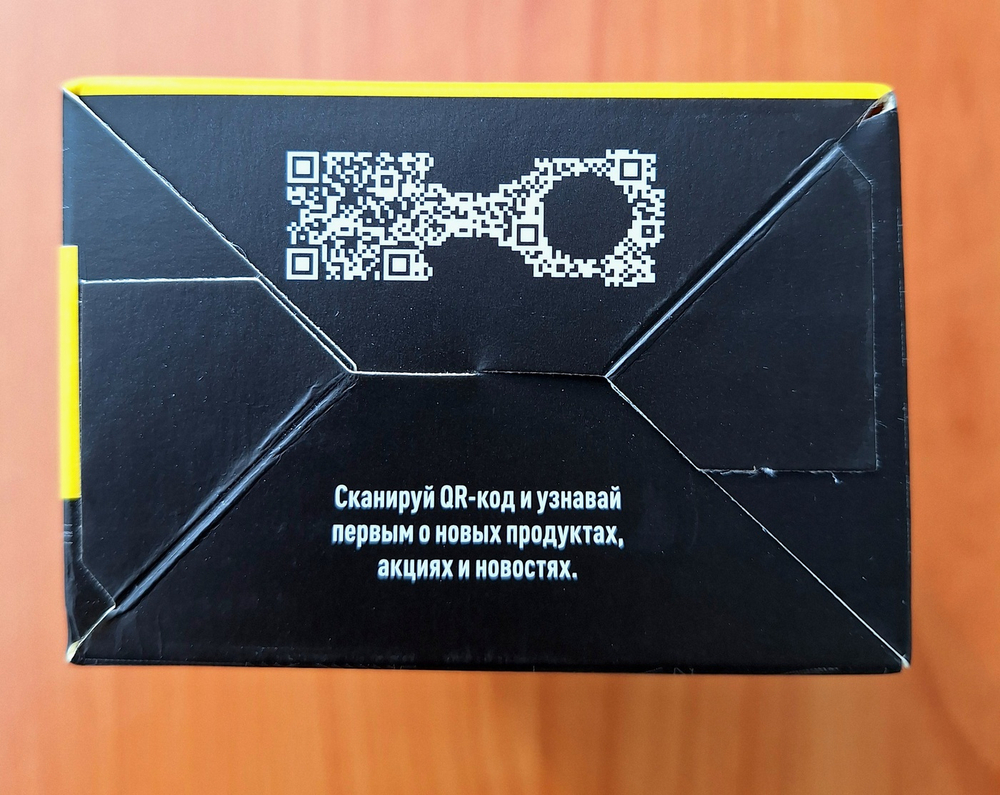 Сканируй QR-код и узнавай
первым о новых продуктах,
акциях и новостях.